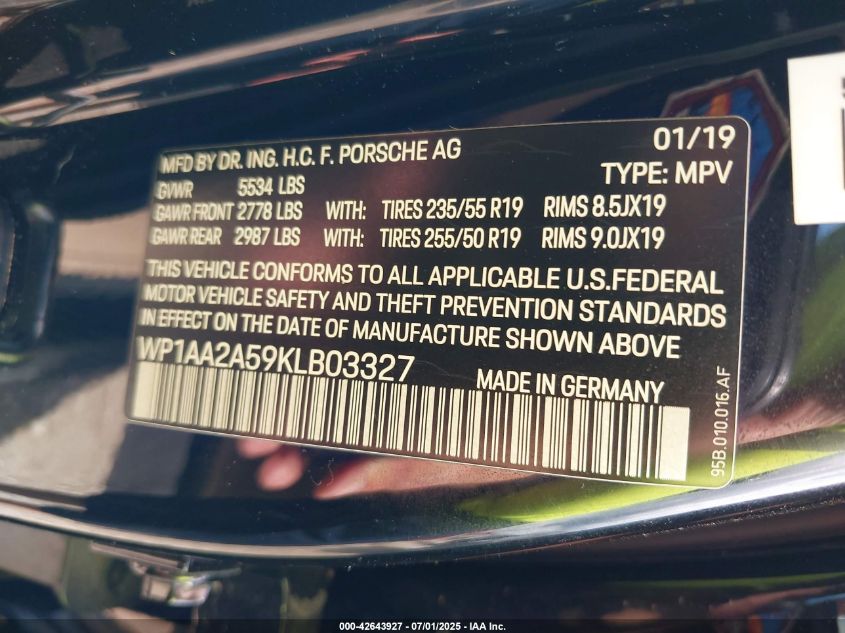 MFD BY DR. ING. H.C. F. PORSCHE AG 01/19
GVWR 5534 LBS TYPE: MPV
GAWR FRONT 2778 LBS WITH: TIRES 235/55 R19 RIMS 8.5JX19
GAWR REAR 2987 LBS WITH: TIRES 255/50 R19 RIMS 9.0JX19
THIS VEHICLE CONFORMS TO ALL APPLICABLE U.S.FEDERAL
MOTOR VEHICLE SAFETY AND THEFT PREVENTION STANDARDS
IN EFFECT ON THE DATE OF MANUFACTURE SHOWN ABOVE
WP1AA2A59KLB03327 MADE IN GERMANY
95B.010.016.AF
000-42643927 - 07/01/2025 - IAA Inc.